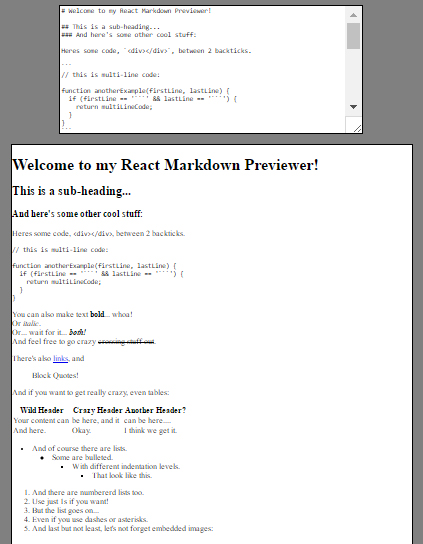 # Welcome to my React Markdown Previewer!
## This is a sub-heading...
### And here's some other cool stuff:
Heres some code, `<div></div>`, between 2 backticks.
```
// this is multi-line code:
function anotherExample(firstLine, lastLine) {
if (firstLine == '```' && lastLine == '```') {
return multiLineCode;
}
}
```
Welcome to my React Markdown Previewer!
This is a sub-heading...
And here's some other cool stuff:
Heres some code, <div></div>, between 2 backticks.
// this is multi-line code:
function anotherExample(firstLine, lastLine) {
if (firstLine == '```' && lastLine == '```') {
return multiLineCode;
}
}
You can also make text bold... whoa!
Or italic.
Or... wait for it... both!
And feel free to go crazy crossing stuff out.
There's also links, and
Block Quotes!
And if you want to get really crazy, even tables:
Wild Header Crazy Header Another Header?
Your content can be here, and it can be here....
And here. Okay. I think we get it.
And of course there are lists.
Some are bulleted.
With different indentation levels.
That look like this.
1. And there are numbererd lists too.
2. Use just 1s if you want!
3. But the list goes on...
4. Even if you use dashes or asterisks.
5. And last but not least, let's not forget embedded images: